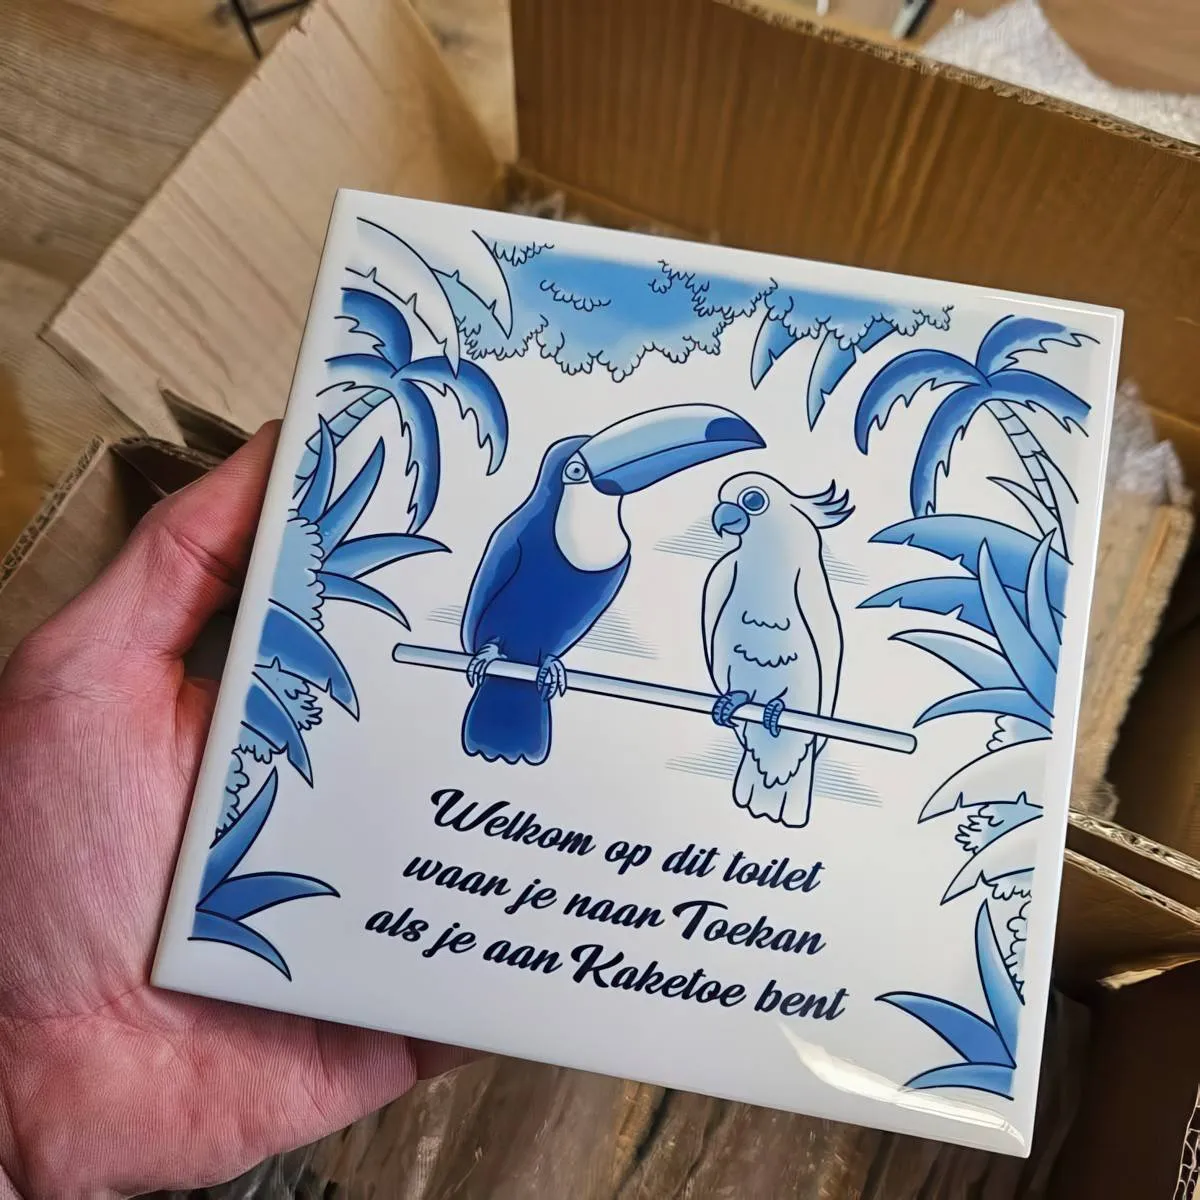 Welkom op dit toilet
waar je naar Toekan
als je aan Kaketoe bent